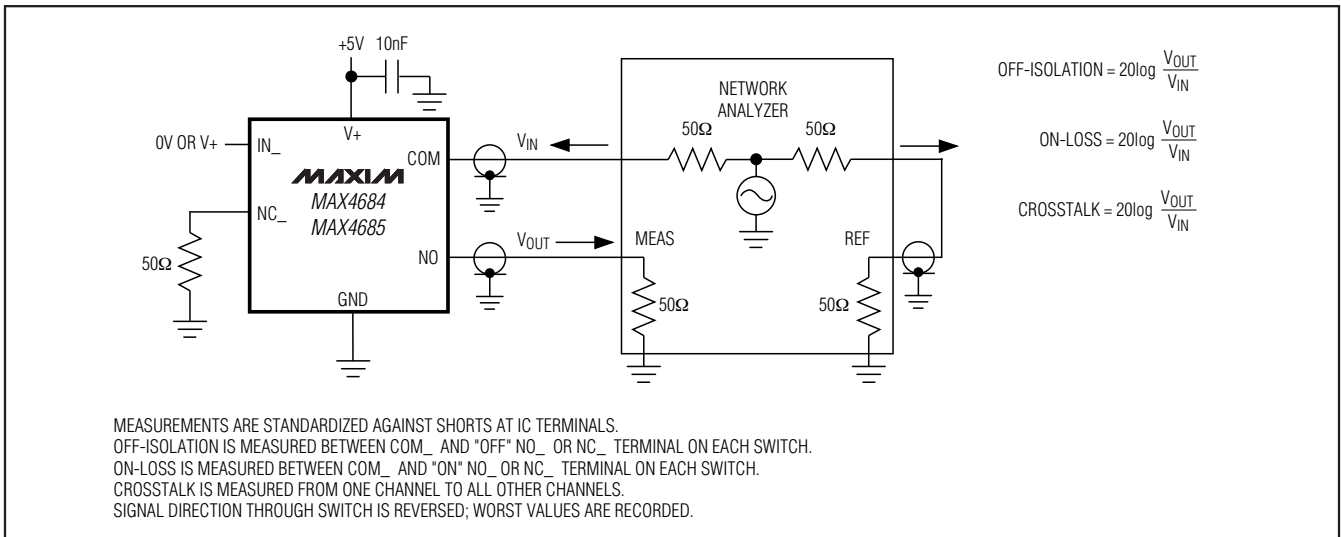 +5V 10nF
V+
0V OR V+
IN_
COM
MAXIM
MAX4684
MAX4685
NC_
NO
50Ω
GND
VIN
VOUT
NETWORK
ANALYZER
50Ω 50Ω
MEAS REF
50Ω 50Ω
OFF-ISOLATION = 20log VOUT/VIN
ON-LOSS = 20log VOUT/VIN
CROSSTALK = 20log VOUT/VIN
MEASUREMENTS ARE STANDARDIZED AGAINST SHORTS AT IC TERMINALS.
OFF-ISOLATION IS MEASURED BETWEEN COM_ AND "OFF" NO_ OR NC_ TERMINAL ON EACH SWITCH.
ON-LOSS IS MEASURED BETWEEN COM_ AND "ON" NO_ OR NC_ TERMINAL ON EACH SWITCH.
CROSSTALK IS MEASURED FROM ONE CHANNEL TO ALL OTHER CHANNELS.
SIGNAL DIRECTION THROUGH SWITCH IS REVERSED; WORST VALUES ARE RECORDED.